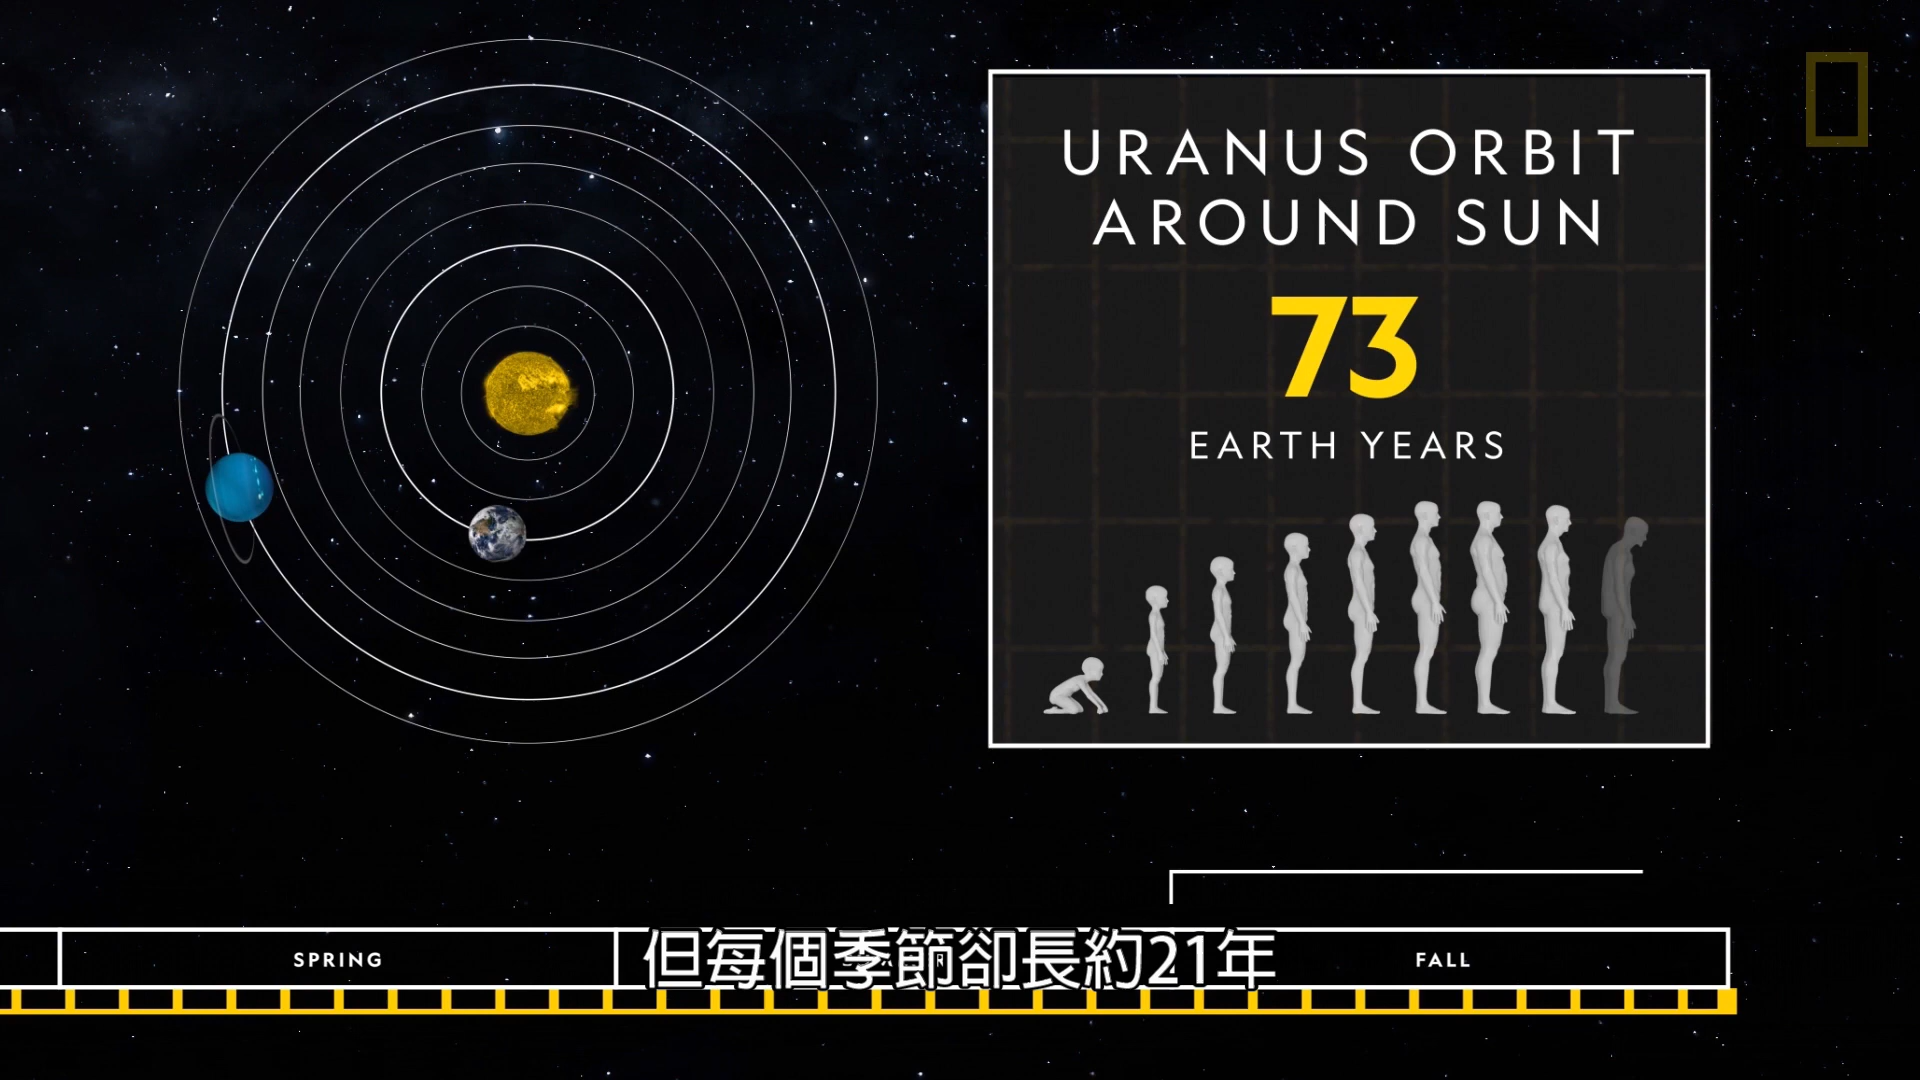 URANUS ORBIT
AROUND SUN
73
EARTH YEARS
SPRING
但每個季節卻長約21年
FALL